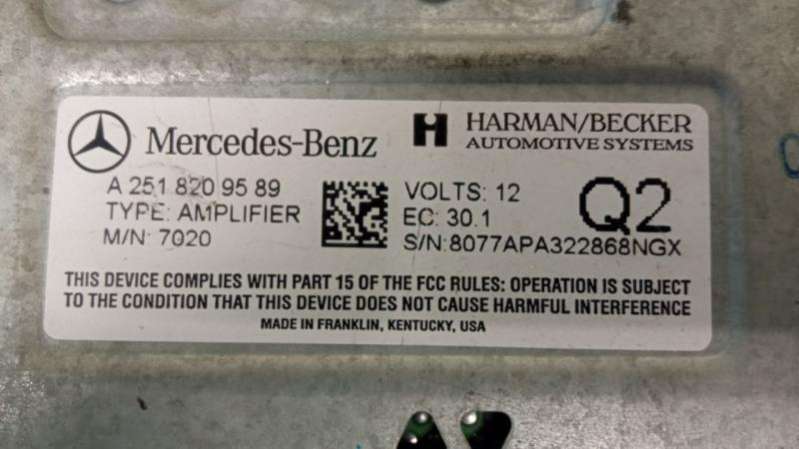 Mercedes-Benz
HARMAN/BECKER
AUTOMOTIVE SYSTEMS
A 251 820 95 89
TYPE: AMPLIFIER
M/N: 7020
VOLTS: 12
EC: 30.1
S/N:8077APA322868NGX
Q2
THIS DEVICE COMPLIES WITH PART 15 OF THE FCC RULES: OPERATION IS SUBJECT
TO THE CONDITION THAT THIS DEVICE DOES NOT CAUSE HARMFUL INTERFERENCE
MADE IN FRANKLIN, KENTUCKY, USA